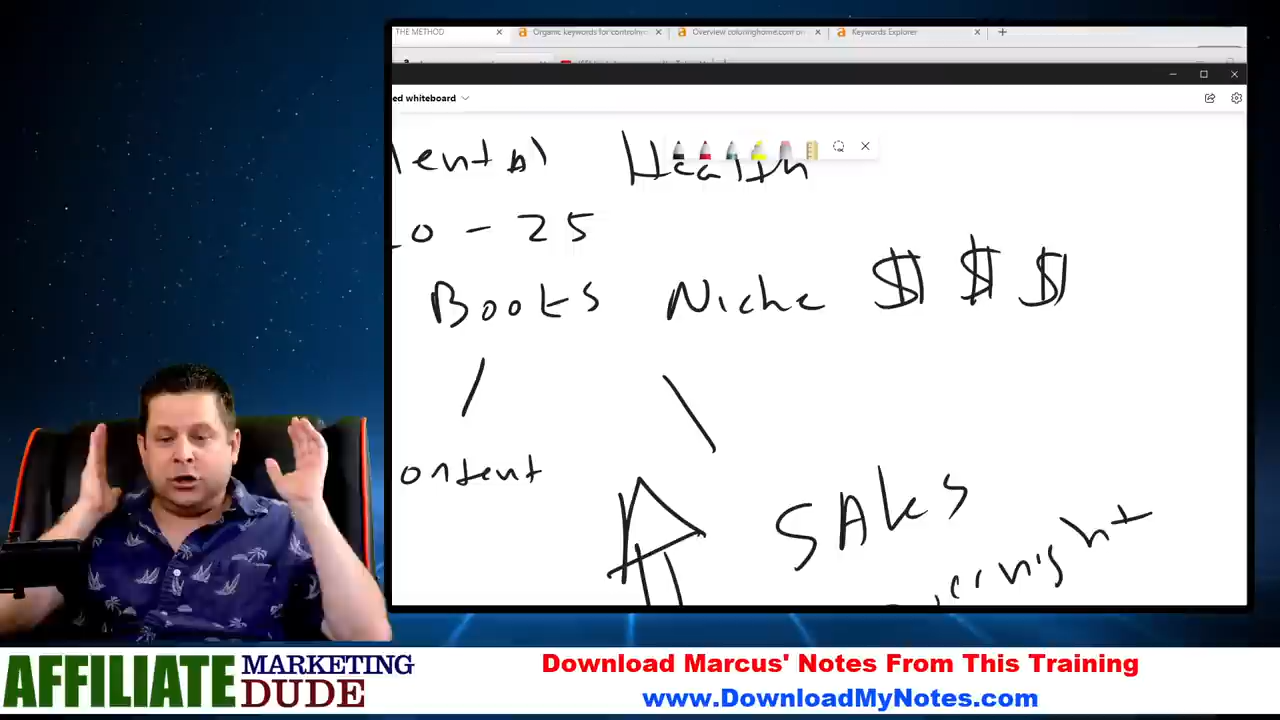 THE METHOD
Organic keywords for controlm
Overview coloringhome.com on
Keywords Explorer
ed whiteboard
ental Health
0 - 25
Books Niche $ $ $
ontent
SAles
AFFILIATE MARKETING DUDE
Download Marcus' Notes From This Training
www.DownloadMyNotes.com